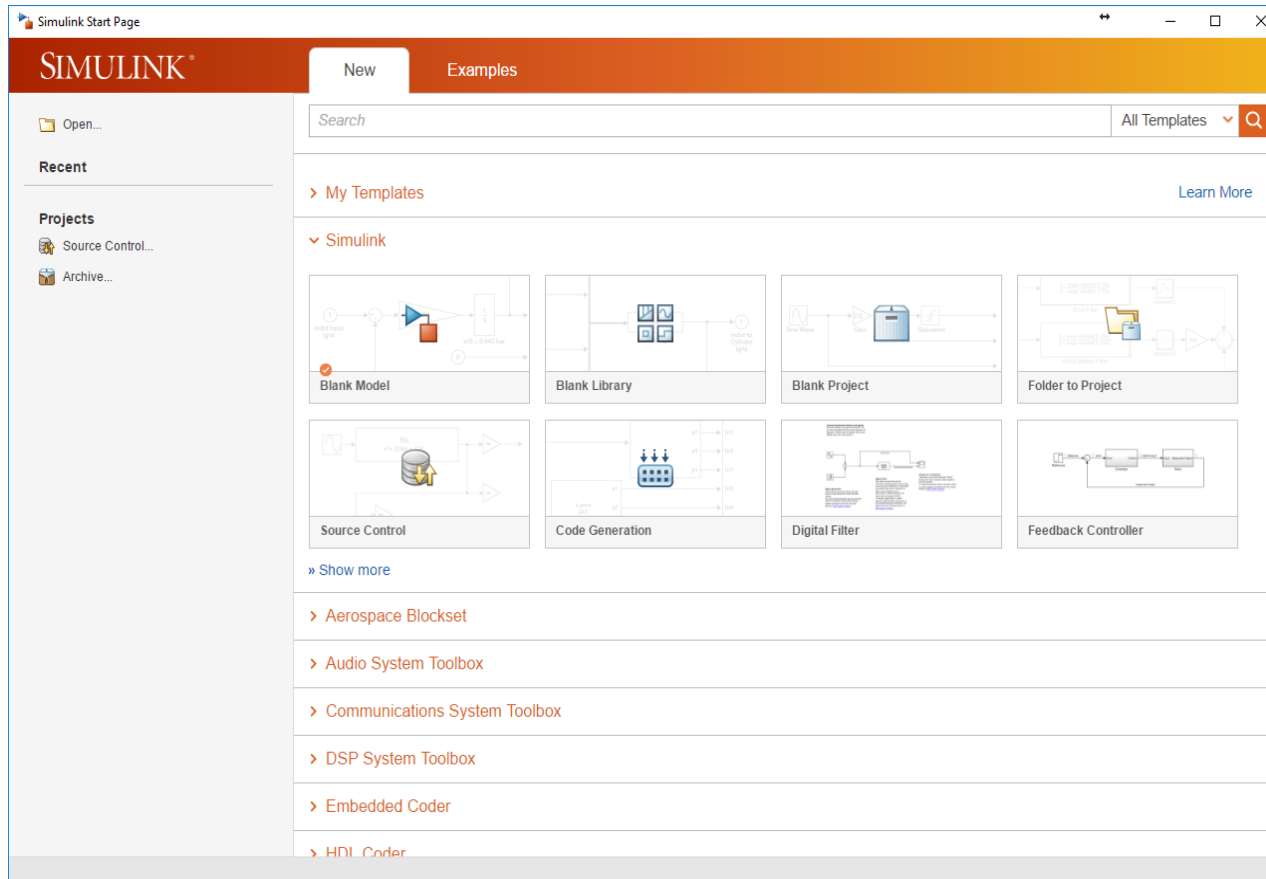 Simulink Start Page
SIMULINK®
New
Examples
Open...
Recent
Projects
Source Control...
Archive...
Search
All Templates
My Templates
Learn More
Simulink
Blank Model
Blank Library
Blank Project
Folder to Project
Source Control
Code Generation
Digital Filter
Feedback Controller
» Show more
Aerospace Blockset
Audio System Toolbox
Communications System Toolbox
DSP System Toolbox
Embedded Coder
HDL Coder